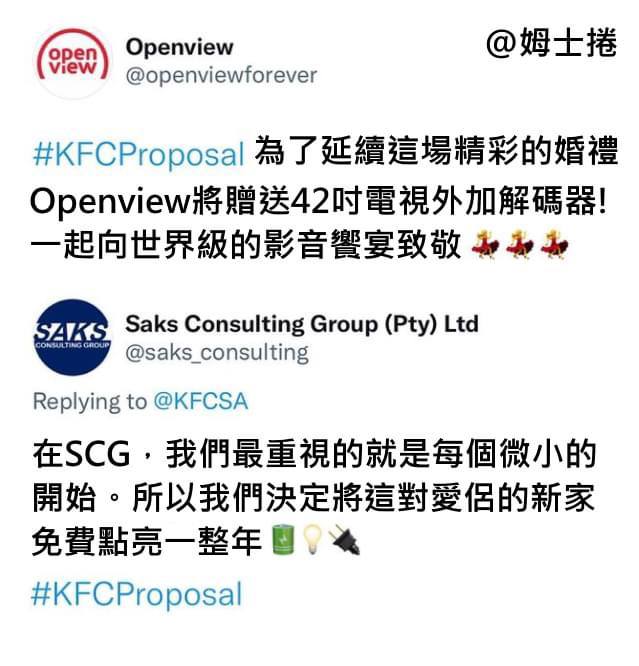 open view
Openview
@姆士捲
@openviewforever
#KFCProposal 為了延續這場精彩的婚禮
Openview將贈送42吋電視外加解碼器!
一起向世界級的影音饗宴致敬 💃💃💃
SAKS
CONSULTING GROUP
Saks Consulting Group (Pty) Ltd
@saks_consulting
Replying to @KFCSA
在SCG，我們最重視的就是每個微小的
開始。所以我們決定將這對愛侶的新家
免費點亮一整年🔋💡🔌
#KFCProposal